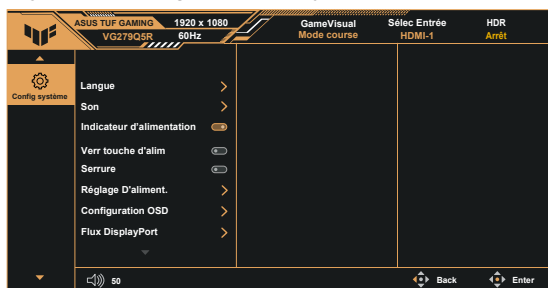 ASUS TUF GAMING 1920 x 1080 GameVisual Sélec Entrée HDR
VG279Q5R 60Hz Mode course HDMI-1 Arrêt
Config système
Langue
Son
Indicateur d'alimentation
Verr touche d'alim
Serrure
Réglage D'aliment.
Configuration OSD
Flux DisplayPort
50 Back Enter